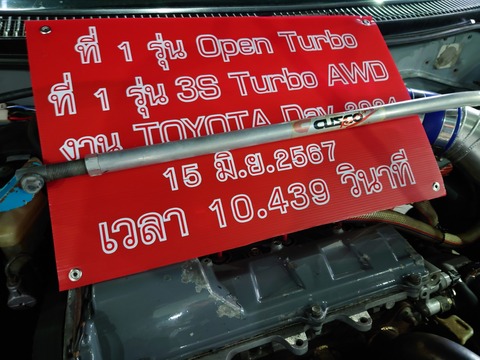 ที่ 1 รุ่น Open Turbo
ที่ 1 รุ่น 3S Turbo AWD
งาน TOYOTA Day 2024
CUSCO
15 มิ.ย.2567
เวลา 10.439 วินาที